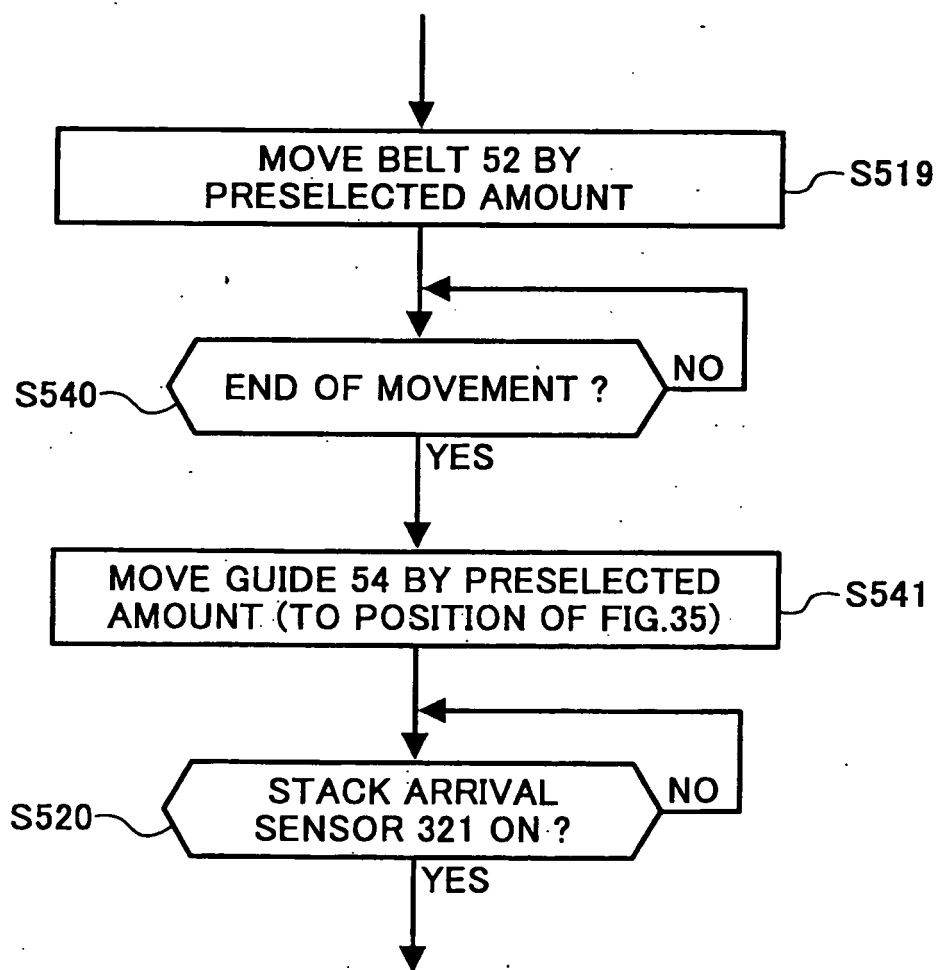 MOVE BELT 52 BY
PRESELECTED AMOUNT
S519
END OF MOVEMENT ?
NO
S540
YES
MOVE GUIDE 54 BY PRESELECTED
AMOUNT (TO POSITION OF FIG.35)
S541
STACK ARRIVAL
SENSOR 321 ON ?
NO
S520
YES